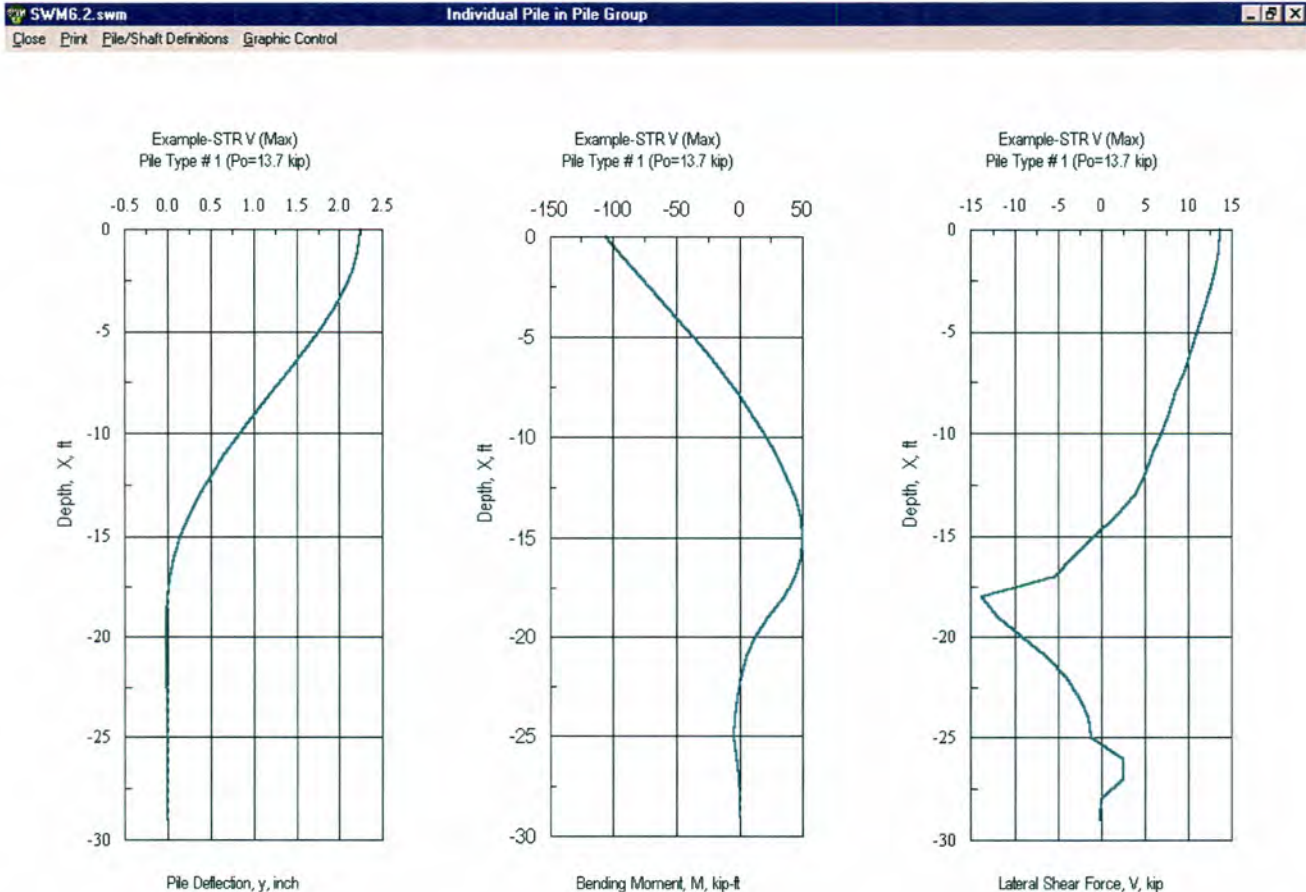 SWM6.2.swm Individual Pile in Pile Group
Close Print Pile/Shaft Definitions Graphic Control
Example-STR V (Max)
Pile Type # 1 (Po=13.7 kip)
-0.5 0.0 0.5 1.0 1.5 2.0 2.5
0
-5
-10
-15
-20
-25
-30
Depth, X, ft
Pile Deflection, y, inch
Example-STR V (Max)
Pile Type # 1 (Po=13.7 kip)
-150 -100 -50 0 50
0
-5
-10
-15
-20
-25
-30
Depth, X, ft
Bending Moment, M, kip-ft
Example-STR V (Max)
Pile Type # 1 (Po=13.7 kip)
-15 -10 -5 0 5 10 15
0
-5
-10
-15
-20
-25
-30
Depth, X, ft
Lateral Shear Force, V, kip